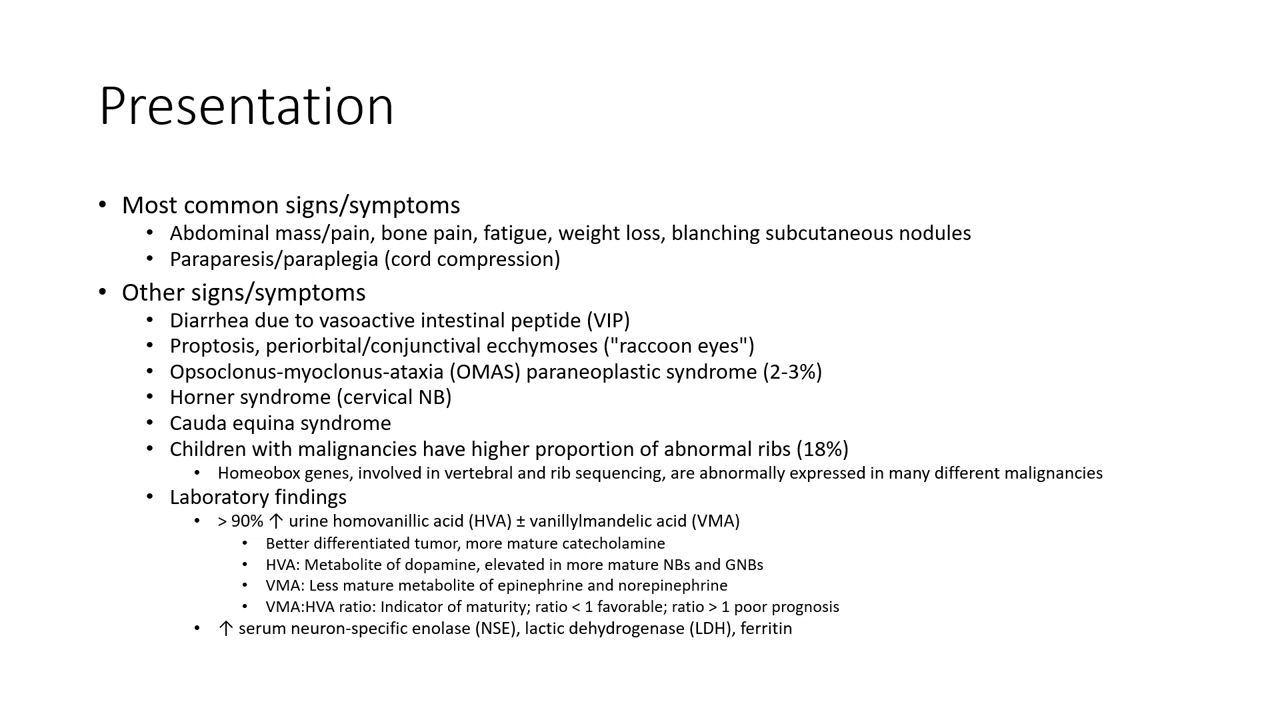 Presentation
• Most common signs/symptoms
• Abdominal mass/pain, bone pain, fatigue, weight loss, blanching subcutaneous nodules
• Paraparesis/paraplegia (cord compression)
• Other signs/symptoms
• Diarrhea due to vasoactive intestinal peptide (VIP)
• Proptosis, periorbital/conjunctival ecchymoses ("raccoon eyes")
• Opsoclonus-myoclonus-ataxia (OMAS) paraneoplastic syndrome (2-3%)
• Horner syndrome (cervical NB)
• Cauda equina syndrome
• Children with malignancies have higher proportion of abnormal ribs (18%)
• Homeobox genes, involved in vertebral and rib sequencing, are abnormally expressed in many different malignancies
• Laboratory findings
• > 90% ↑ urine homovanillic acid (HVA) ± vanillylmandelic acid (VMA)
• Better differentiated tumor, more mature catecholamine
• HVA: Metabolite of dopamine, elevated in more mature NBs and GNBs
• VMA: Less mature metabolite of epinephrine and norepinephrine
• VMA:HVA ratio: Indicator of maturity; ratio < 1 favorable; ratio > 1 poor prognosis
• ↑ serum neuron-specific enolase (NSE), lactic dehydrogenase (LDH), ferritin